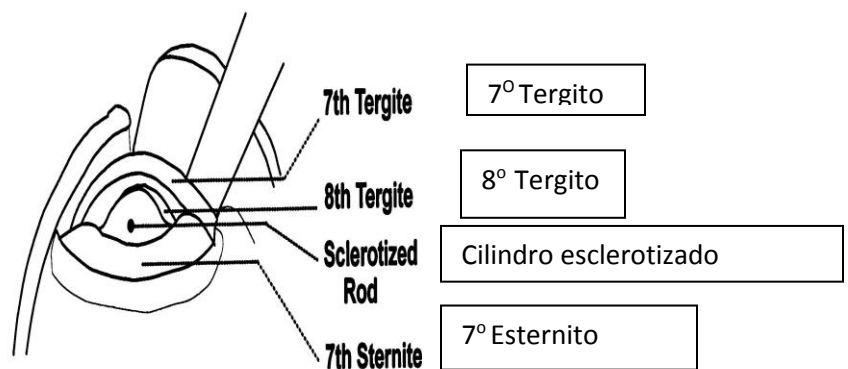 7th Tergite
7º Tergito
8th Tergite
8º Tergito
Sclerotized
Rod
Cilindro esclerotizado
7th Sternite
7º Esternito